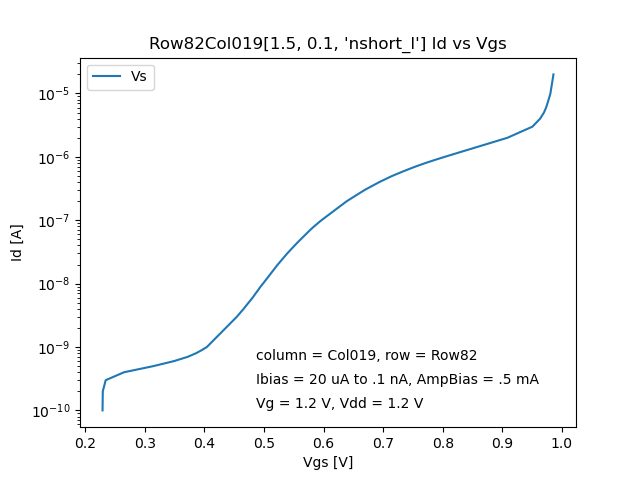 Row82Col019[1.5, 0.1, 'nshort_l'] Id vs Vgs
Vs
Id [A]
10⁻⁵
10⁻⁶
10⁻⁷
10⁻⁸
10⁻⁹
10⁻¹⁰
column = Col019, row = Row82
Ibias = 20 uA to .1 nA, AmpBias = .5 mA
Vg = 1.2 V, Vdd = 1.2 V
0.2 0.3 0.4 0.5 0.6 0.7 0.8 0.9 1.0
Vgs [V]